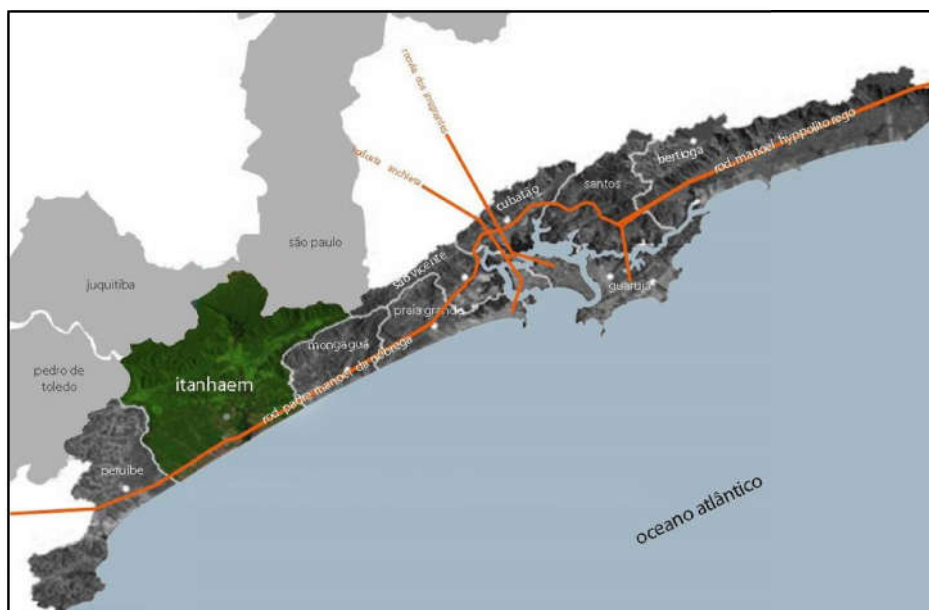 dos imigrantes
rodovia anchieta
rod. manoel hyppolito rego
bertioga
santos
cubatão
são paulo
são vicente
guarujá
juquitiba
praia grande
mongaguá
pedro de
toledo
itanhaem
rod. padre manoel da nóbrega
peruíbe
oceano atlântico